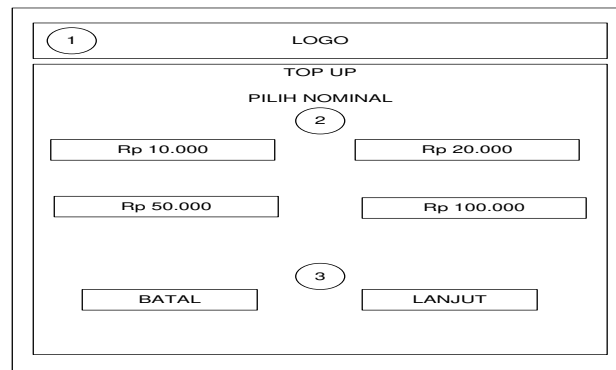 1 LOGO
TOP UP
PILIH NOMINAL
2
Rp 10.000 Rp 20.000
Rp 50.000 Rp 100.000
3
BATAL LANJUT